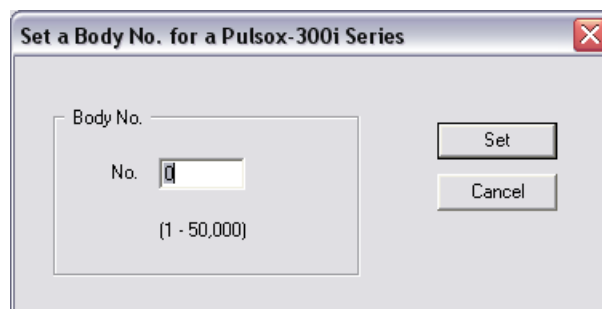 Set a Body No. for a Pulsox-300i Series
Body No.
No. 0
(1 - 50,000)
Set
Cancel